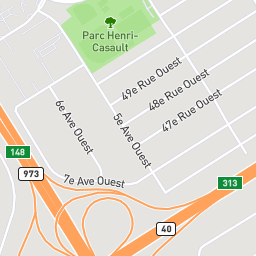 Parc Henri-
Casault
49e Rue Ouest
48e Rue Ouest
47e Rue Ouest
6e Ave Ouest
5e Ave Ouest
148
973
7e Ave Ouest
313
40